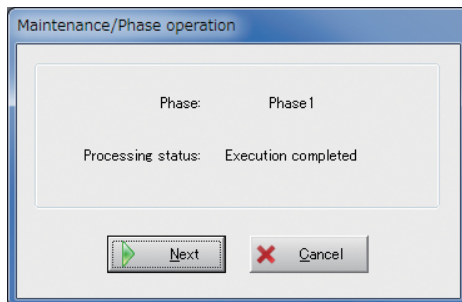 Maintenance/Phase operation
Phase: Phase1
Processing status: Execution completed
Next Cancel